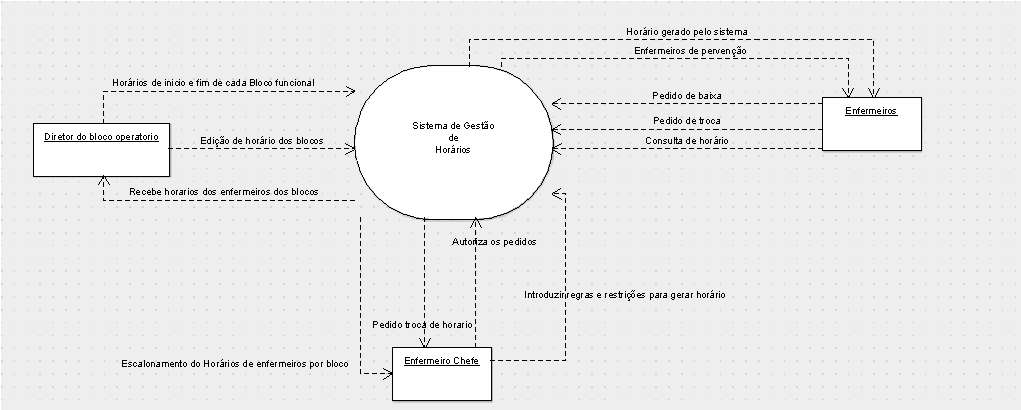 Horário gerado pelo sistema
Enfermeiros de pervenção
Horários de inicio e fim de cada Bloco funcional
Pedido de baixa
Enfermeiros
Pedido de troca
Sistema de Gestão
de
Horários
Diretor do bloco operatorio
Edição de horário dos blocos
Consulta de horário
Recebe horarios dos enfermeiros dos blocos
Autoriza os pedidos
Introduzir regras e restrições para gerar horário
Pedido troca de horario
Escalonamento do Horários de enfermeiros por bloco
Enfermeiro Chefe